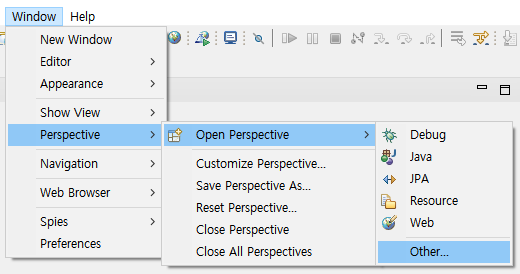 Window Help
New Window
Editor
Appearance
Show View
Perspective
Navigation
Web Browser
Spies
Preferences
Open Perspective
Customize Perspective...
Save Perspective As...
Reset Perspective...
Close Perspective
Close All Perspectives
Debug
Java
JPA
Resource
Web
Other...